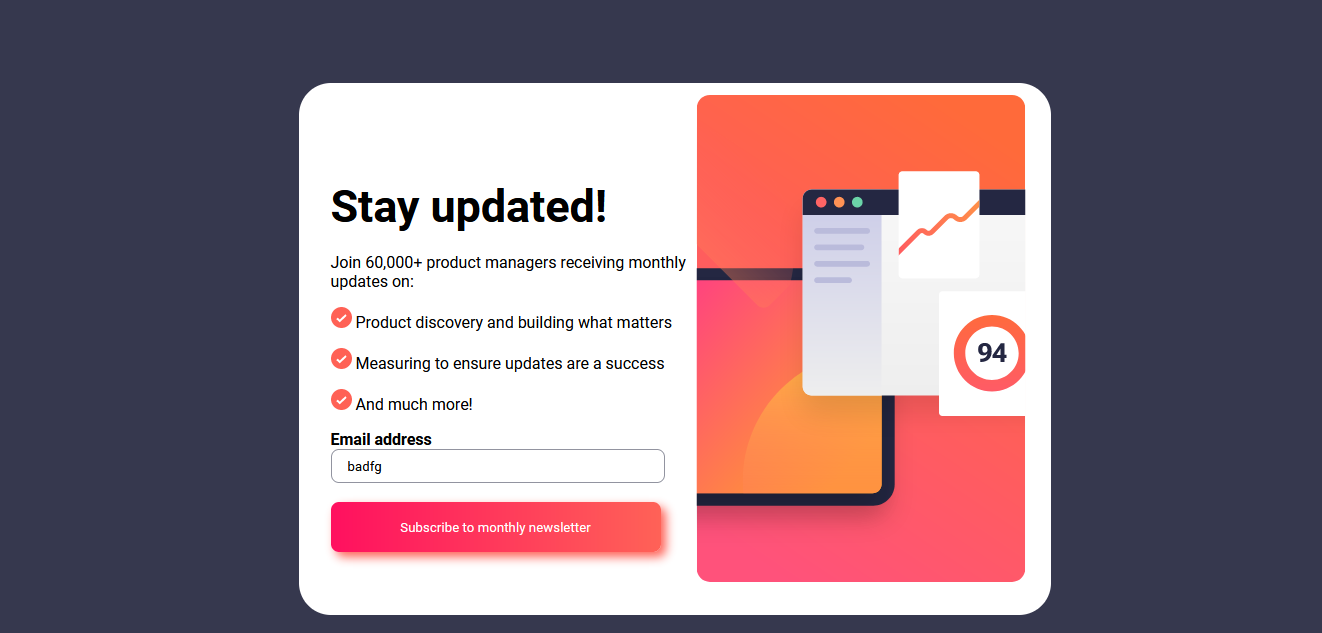 Stay updated!
Join 60,000+ product managers receiving monthly
updates on:
Product discovery and building what matters
Measuring to ensure updates are a success
And much more!
Email address
badfg
Subscribe to monthly newsletter
94